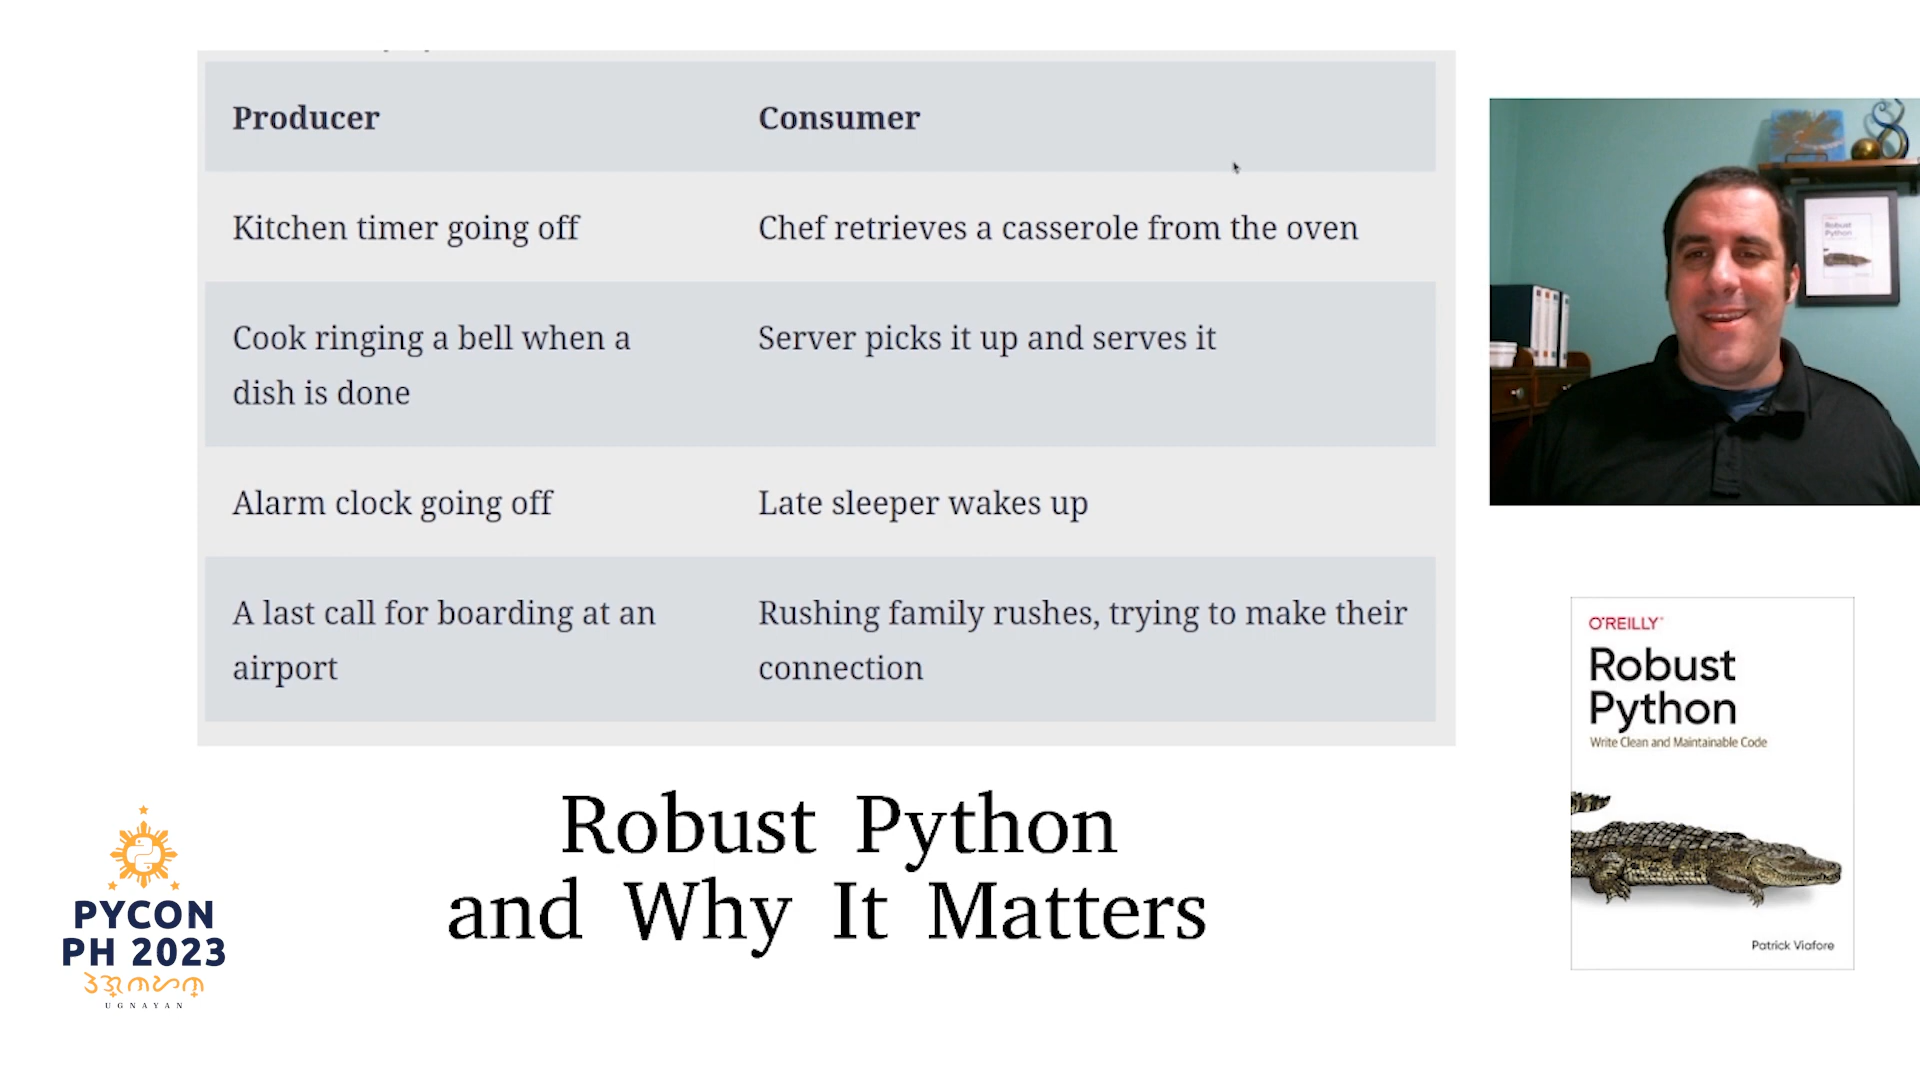 Producer
Consumer
Kitchen timer going off
Chef retrieves a casserole from the oven
Cook ringing a bell when a
dish is done
Server picks it up and serves it
Alarm clock going off
Late sleeper wakes up
A last call for boarding at an
airport
Rushing family rushes, trying to make their
connection
Robust
Python
O'REILLY
Robust
Python
Write Clean and Maintainable Code
Patrick Viafore
Robust Python
and Why It Matters
PYCON
PH 2023
UGNAYAN